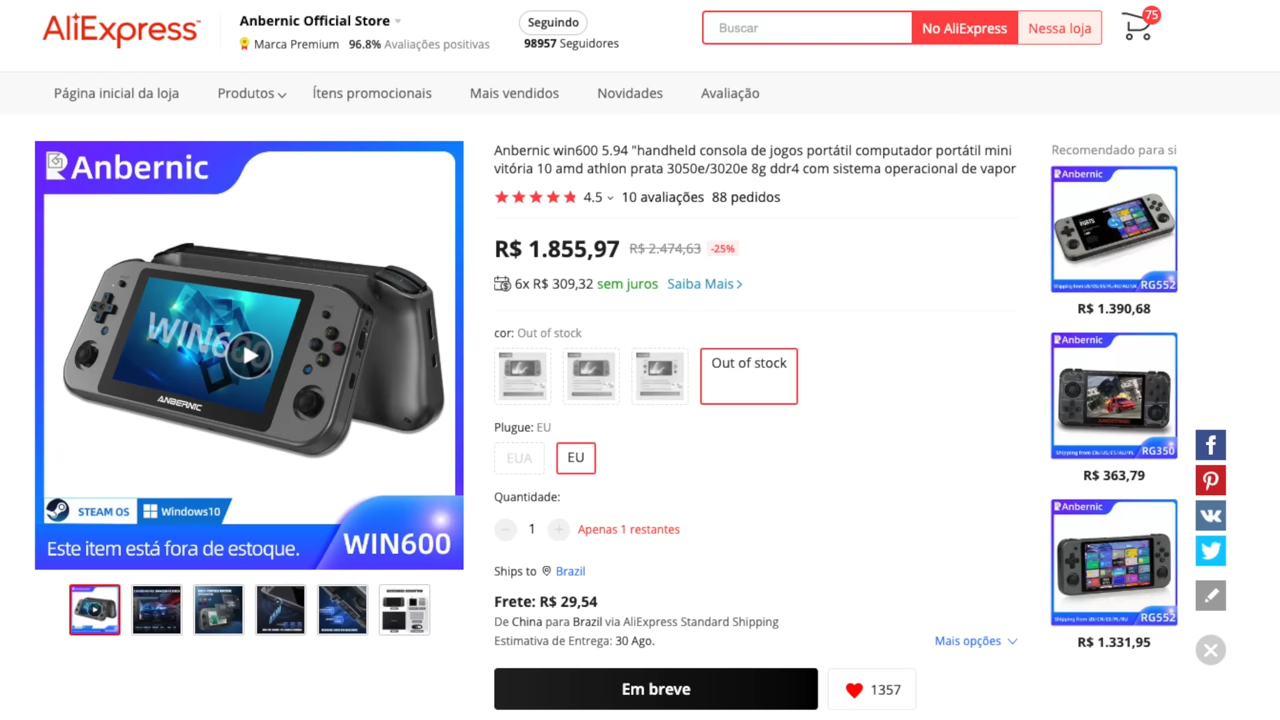 AliExpress
Anbernic Official Store
Marca Premium 96.8% Avaliações positivas
Seguindo
98957 Seguidores
Buscar
No AliExpress
Nessa loja
75
Página inicial da loja
Produtos
Ítens promocionais
Mais vendidos
Novidades
Avaliação
Anbernic
WIN600
ANBERNIC
STEAM OS
Windows10
Este item está fora de estoque.
WIN600
Anbernic win600 5.94 "handheld consola de jogos portátil computador portátil mini
vitória 10 amd athlon prata 3050e/3020e 8g ddr4 com sistema operacional de vapor
4.5 10 avaliações 88 pedidos
R$ 1.855,97 R$ 2.474,63 -25%
6x R$ 309,32 sem juros Saiba Mais
cor: Out of stock
Out of stock
Plugue: EU
EUA
EU
Quantidade:
1
Apenas 1 restantes
Ships to Brazil
Frete: R$ 29,54
De China para Brazil via AliExpress Standard Shipping
Estimativa de Entrega: 30 Ago.
Mais opções
Em breve
1357
Recomendado para si
Anbernic
RG552
R$ 1.390,68
Anbernic
RG350
R$ 363,79
Anbernic
RG552
R$ 1.331,95